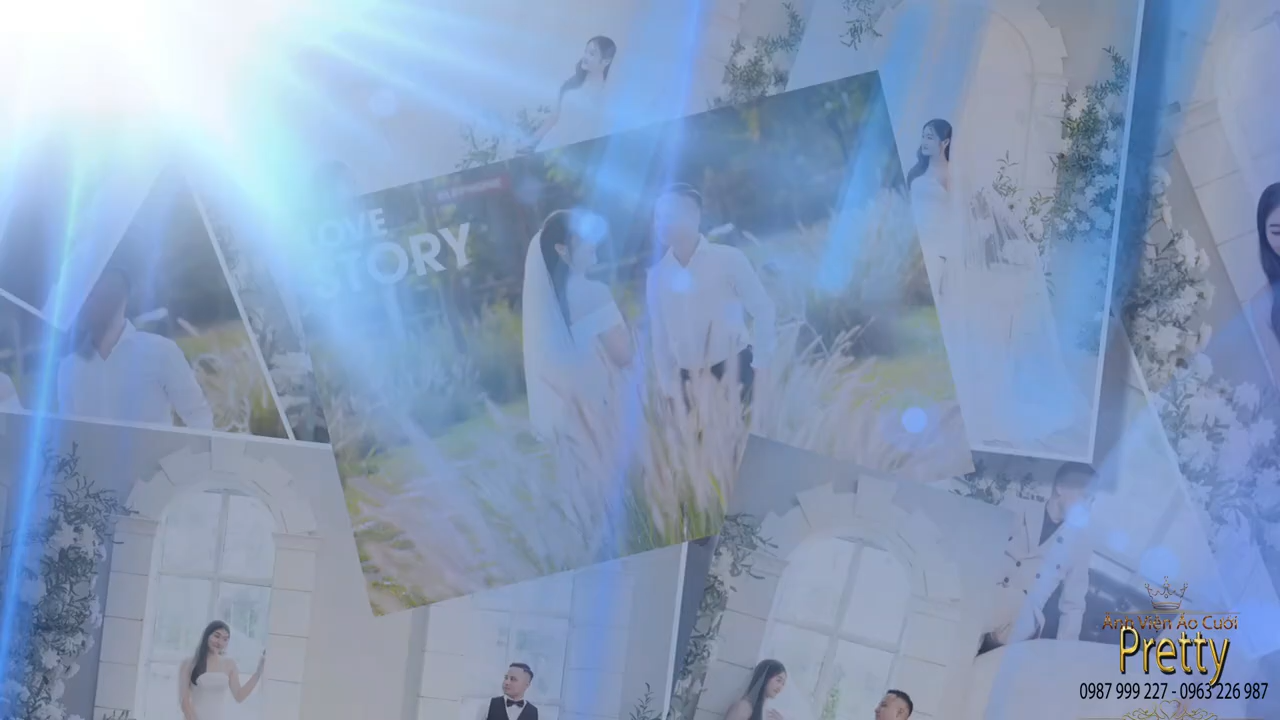 LOVE
STORY
Ảnh Viện Áo Cưới
Pretty
0987 999 227 - 0963 226 987